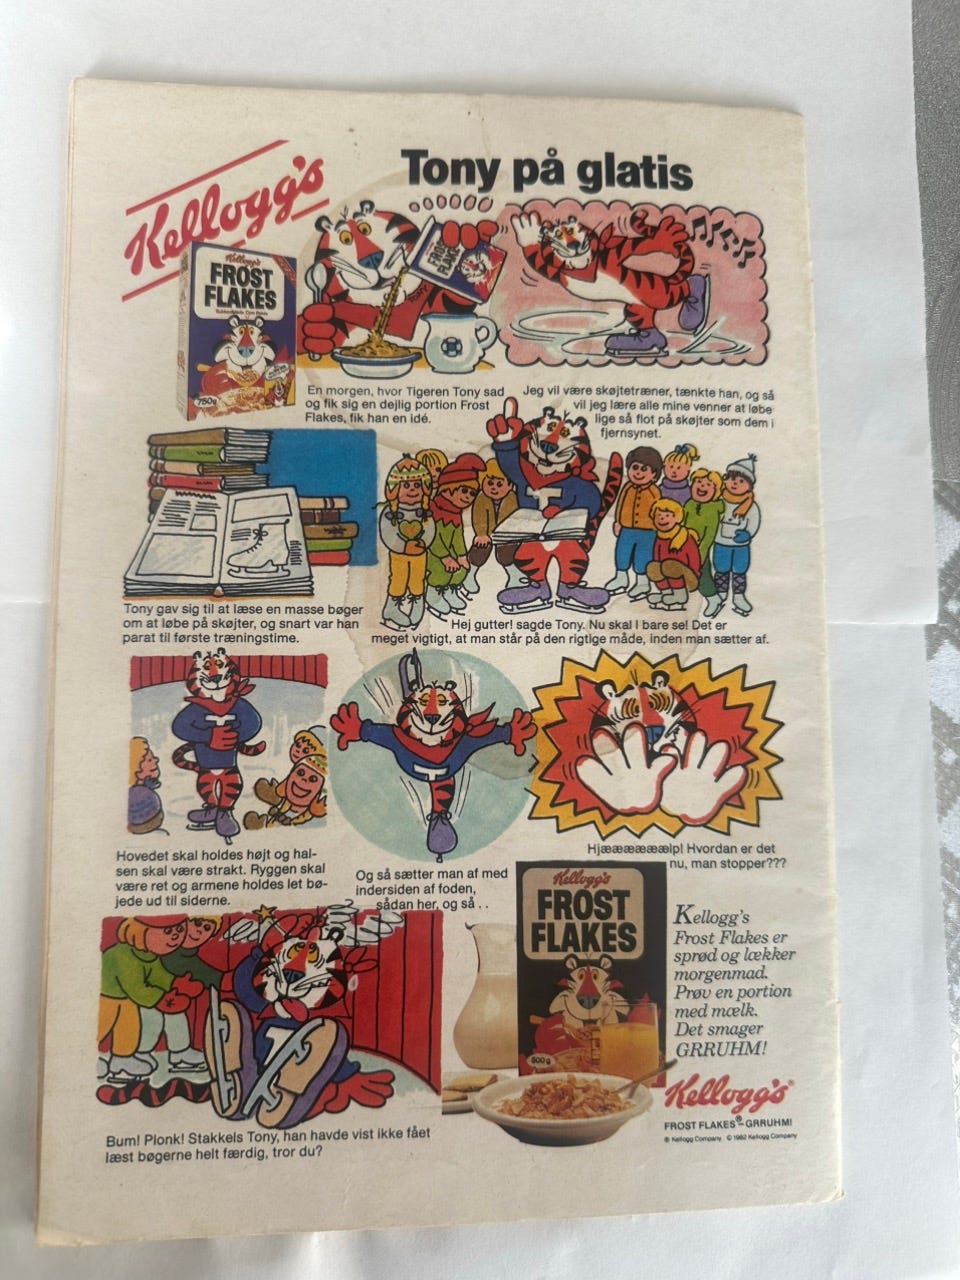 Tony på glatis
Kellogg's
Kellogg's
FROST
FLAKES
750g
FROST
FLAKES
TONY
En morgen, hvor Tigeren Tony sad
og fik sig en dejlig portion Frost
Flakes, fik han en idé.
Jeg vil være skøjtetræner, tænkte han, og så
vil jeg lære alle mine venner at løbe
lige så flot på skøjter som dem i
fjernsynet.
T
Tony gav sig til at læse en masse bøger
om at løbe på skøjter, og snart var han
parat til første træningstime.
Hej gutter! sagde Tony. Nu skal I bare se! Det er
meget vigtigt, at man står på den rigtige måde, inden man sætter af.
T
T
Hovedet skal holdes højt og hal-
sen skal være strakt. Ryggen skal
være ret og armene holdes let bø-
jede ud til siderne.
Og så sætter man af med
indersiden af foden,
sådan her, og så . .
Hjæææææælp! Hvordan er det
nu, man stopper???
T
Bum! Plonk! Stakkels Tony, han havde vist ikke fået
læst bøgerne helt færdig, tror du?
Kellogg's
FROST
FLAKES
500g
Kellogg's
Frost Flakes er
sprød og lækker
morgenmad.
Prøv en portion
med mælk.
Det smager
GRRUHM!
Kellogg's®
FROST FLAKES®-GRRUHM!
® Kellogg Company © 1982 Kellogg Company